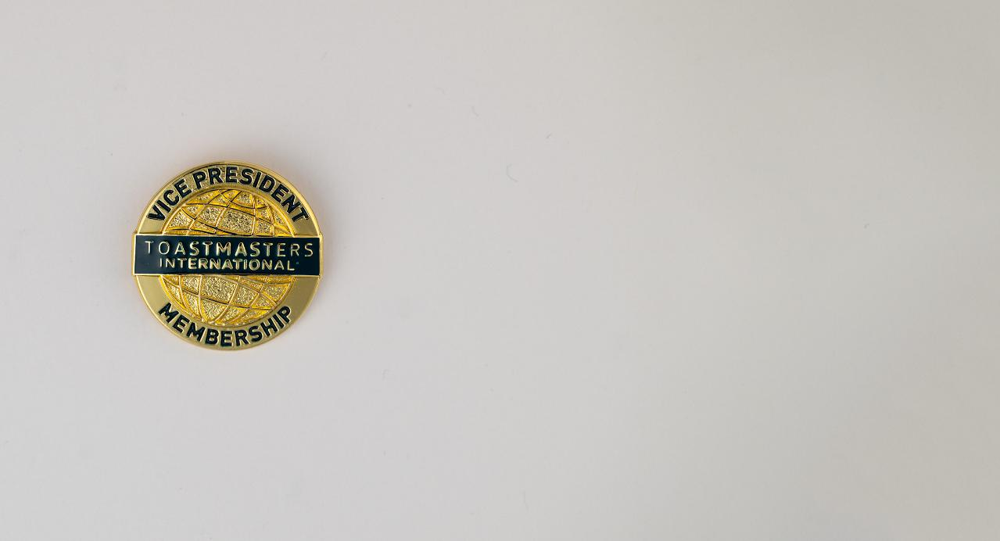 VICE PRESIDENT
TOASTMASTERS
INTERNATIONAL
MEMBERSHIP